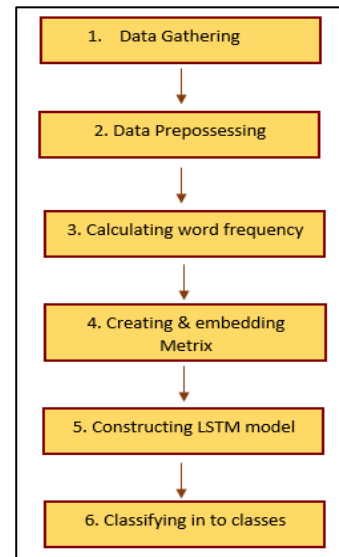 1. Data Gathering
2. Data Prepossessing
3. Calculating word frequency
4. Creating & embedding
Metrix
5. Constructing LSTM model
6. Classifying in to classes